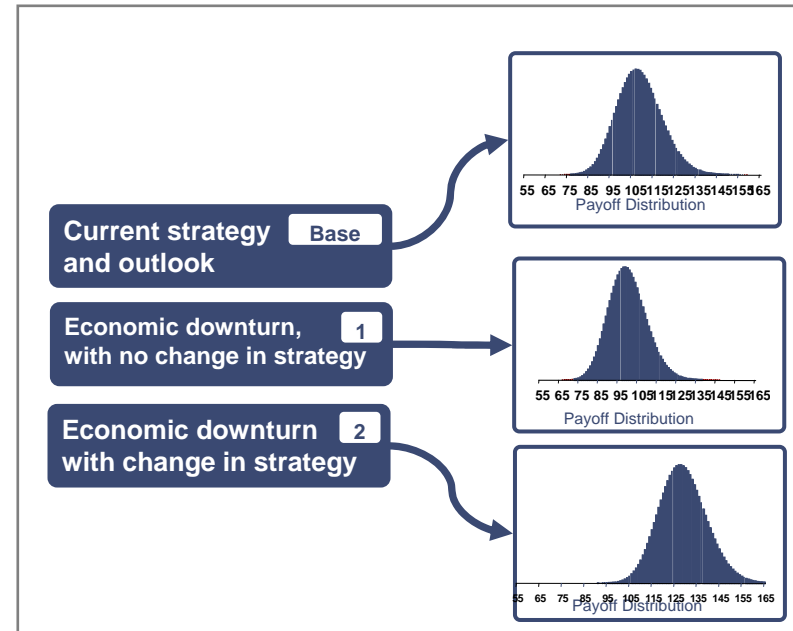 55 65 75 85 95 105115125135145155165
Payoff Distribution
Current strategy
and outlook
Base
Economic downturn,
with no change in strategy
1
55 65 75 85 95 105115125135145155165
Payoff Distribution
Economic downturn
with change in strategy
2
55 65 75 85 95 105 115 125 135 145 155 165
Payoff Distribution